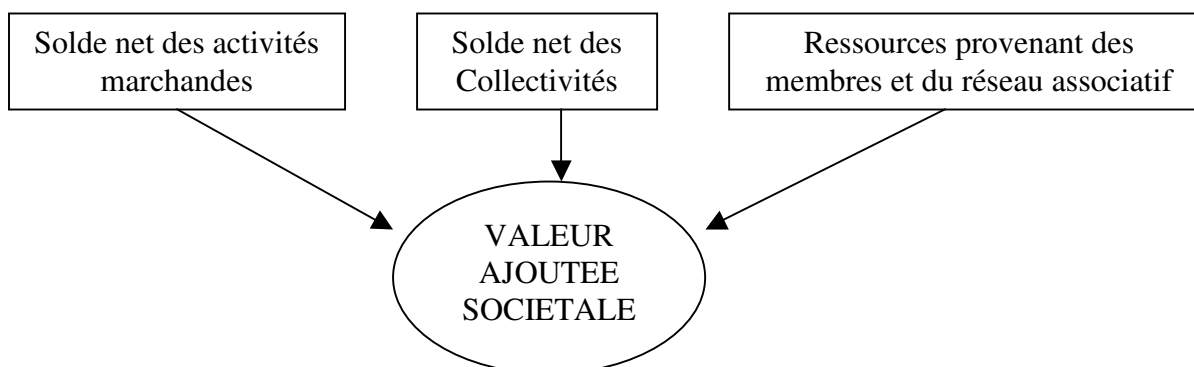 Solde net des activités
marchandes
Solde net des
Collectivités
Ressources provenant des
membres et du réseau associatif
VALEUR
AJOUTEE
SOCIETALE